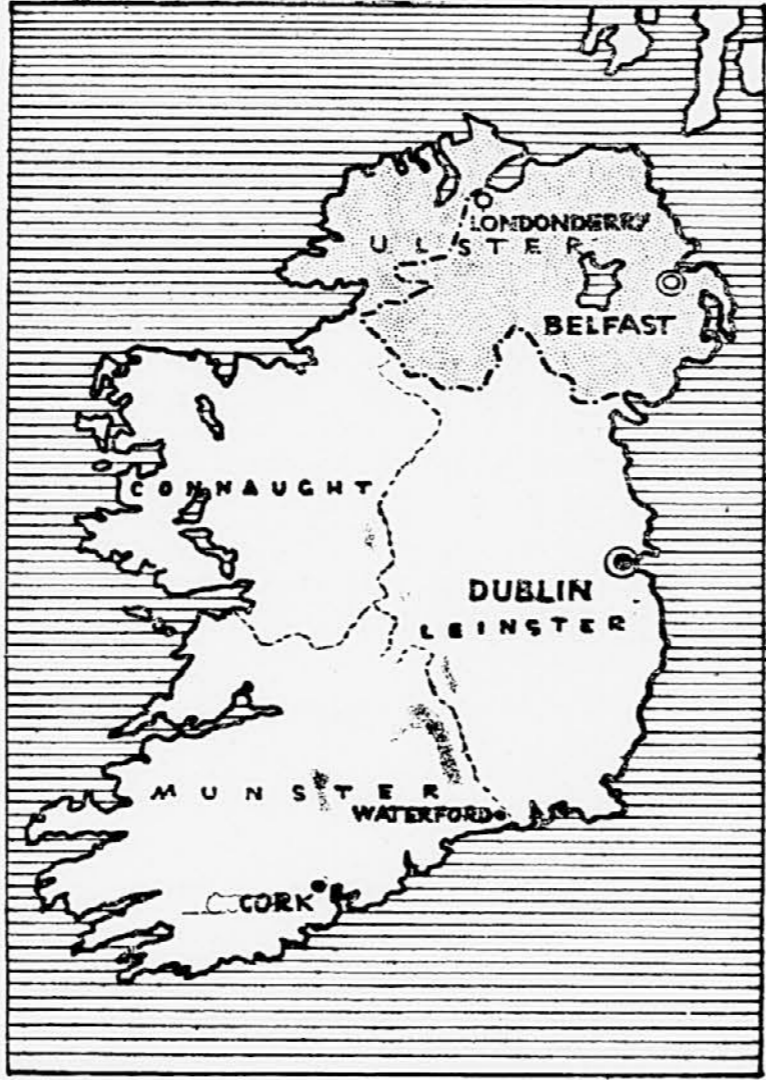 LONDONDERRY
ULSTER
BELFAST
CONNAUGHT
DUBLIN
LEINSTER
MUNSTER
WATERFORD
CORK